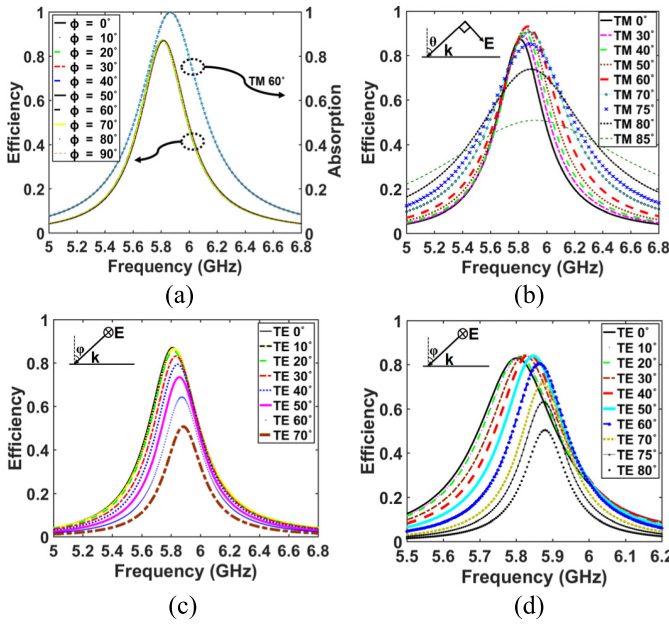 1
0.8
0.6
0.4
0.2
0
Efficiency
ϕ = 0°
ϕ = 10°
ϕ = 20°
ϕ = 30°
ϕ = 40°
ϕ = 50°
ϕ = 60°
ϕ = 70°
ϕ = 80°
ϕ = 90°
TM 60°
1
0.8
0.6
0.4
0.2
0
Absorption
5 5.2 5.4 5.6 5.8 6 6.2 6.4 6.6 6.8
Frequency (GHz)
(a)
1
0.8
0.6
0.4
0.2
0
Efficiency
θ k E
TM 0°
TM 30°
TM 40°
TM 50°
TM 60°
TM 70°
TM 75°
TM 80°
TM 85°
5 5.2 5.4 5.6 5.8 6 6.2 6.4 6.6 6.8
Frequency (GHz)
(b)
1
0.8
0.6
0.4
0.2
0
Efficiency
φ k E
TE 0°
TE 10°
TE 20°
TE 30°
TE 40°
TE 50°
TE 60°
TE 70°
5 5.2 5.4 5.6 5.8 6 6.2 6.4 6.6 6.8
Frequency (GHz)
(c)
1
0.8
0.6
0.4
0.2
0
Efficiency
φ k E
TE 0°
TE 10°
TE 20°
TE 30°
TE 40°
TE 50°
TE 60°
TE 70°
TE 75°
TE 80°
5.5 5.6 5.7 5.8 5.9 6 6.1 6.2
Frequency (GHz)
(d)